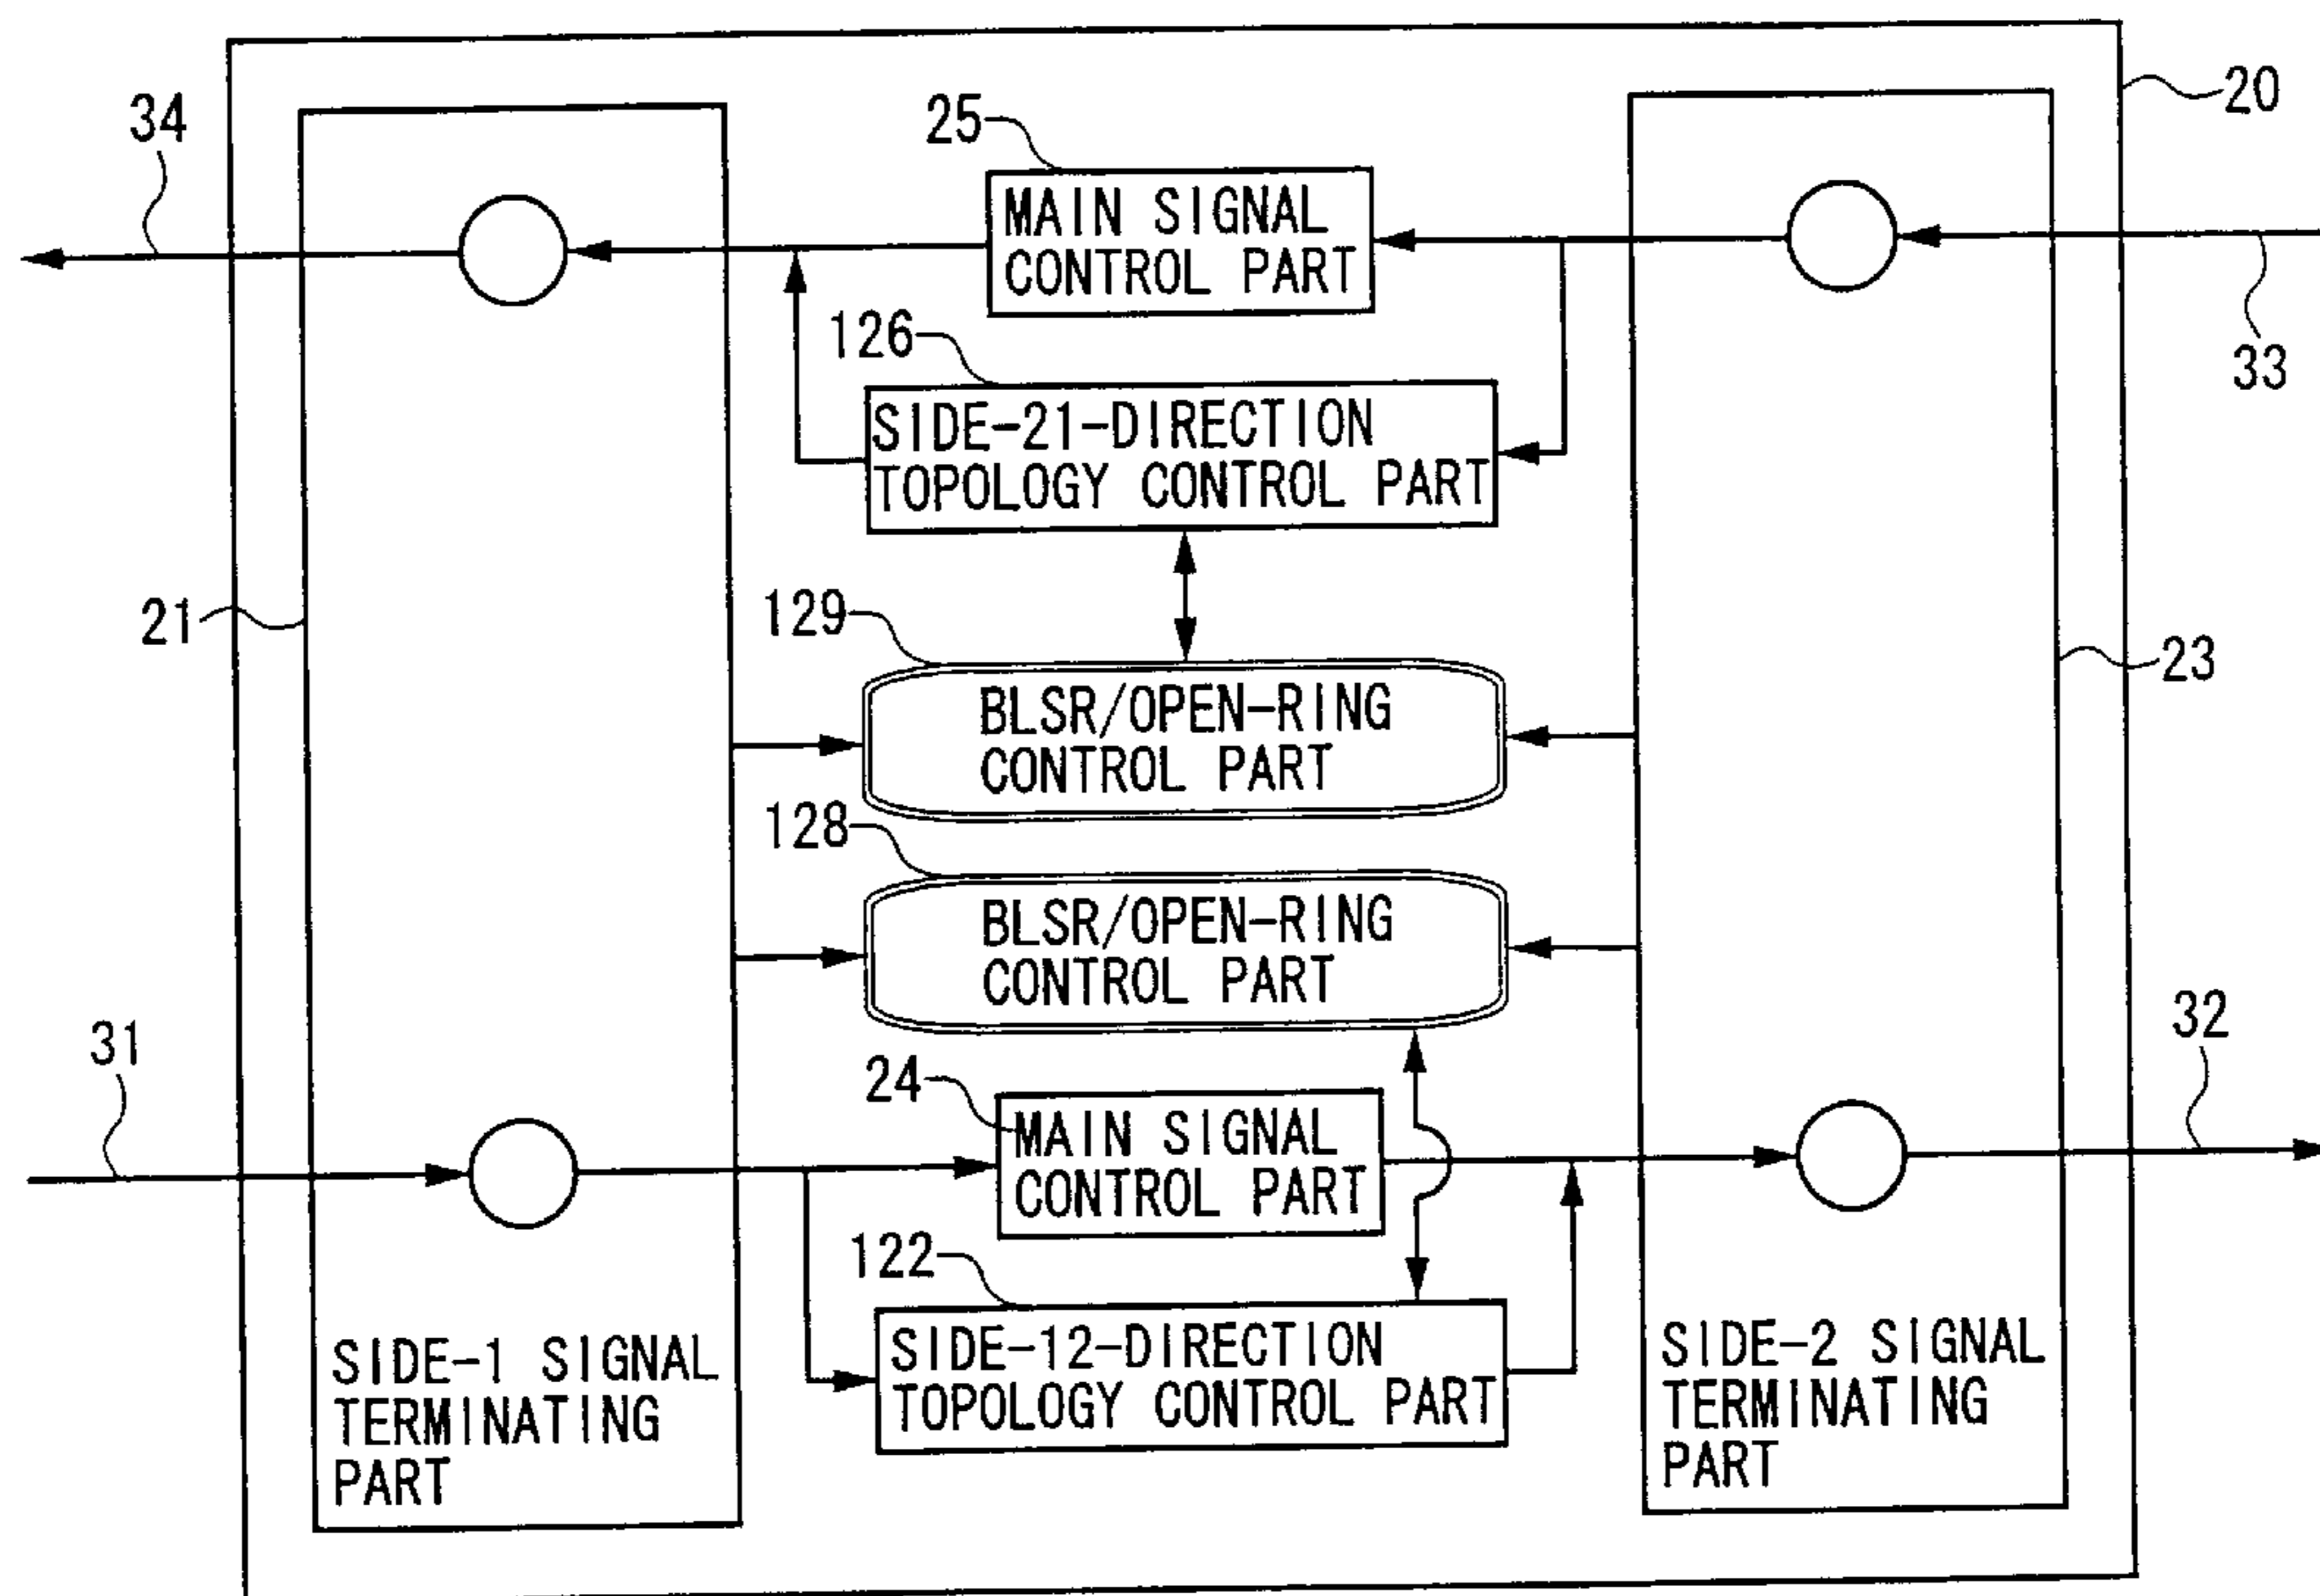 20
34
25
MAIN SIGNAL
CONTROL PART
33
126
SIDE-21-DIRECTION
TOPOLOGY CONTROL PART
21
129
23
BLSR/OPEN-RING
CONTROL PART
128
BLSR/OPEN-RING
CONTROL PART
31
32
24
MAIN SIGNAL
CONTROL PART
122
SIDE-12-DIRECTION
TOPOLOGY CONTROL PART
SIDE-1 SIGNAL
TERMINATING
PART
SIDE-2 SIGNAL
TERMINATING
PART